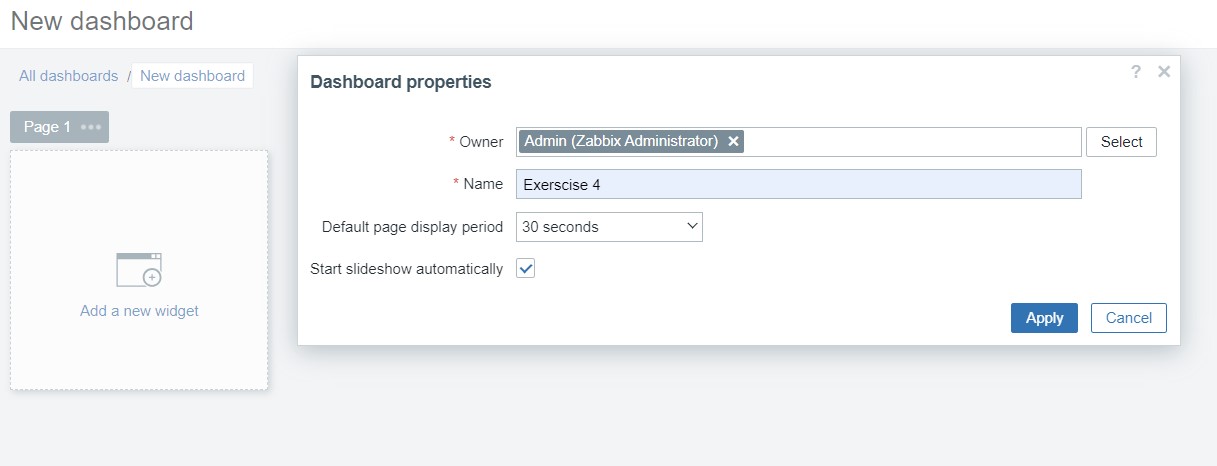 New dashboard
All dashboards / New dashboard
Page 1
Add a new widget
Dashboard properties
? ×
* Owner Admin (Zabbix Administrator) × Select
* Name Exerscise 4
Default page display period 30 seconds
Start slideshow automatically
Apply Cancel